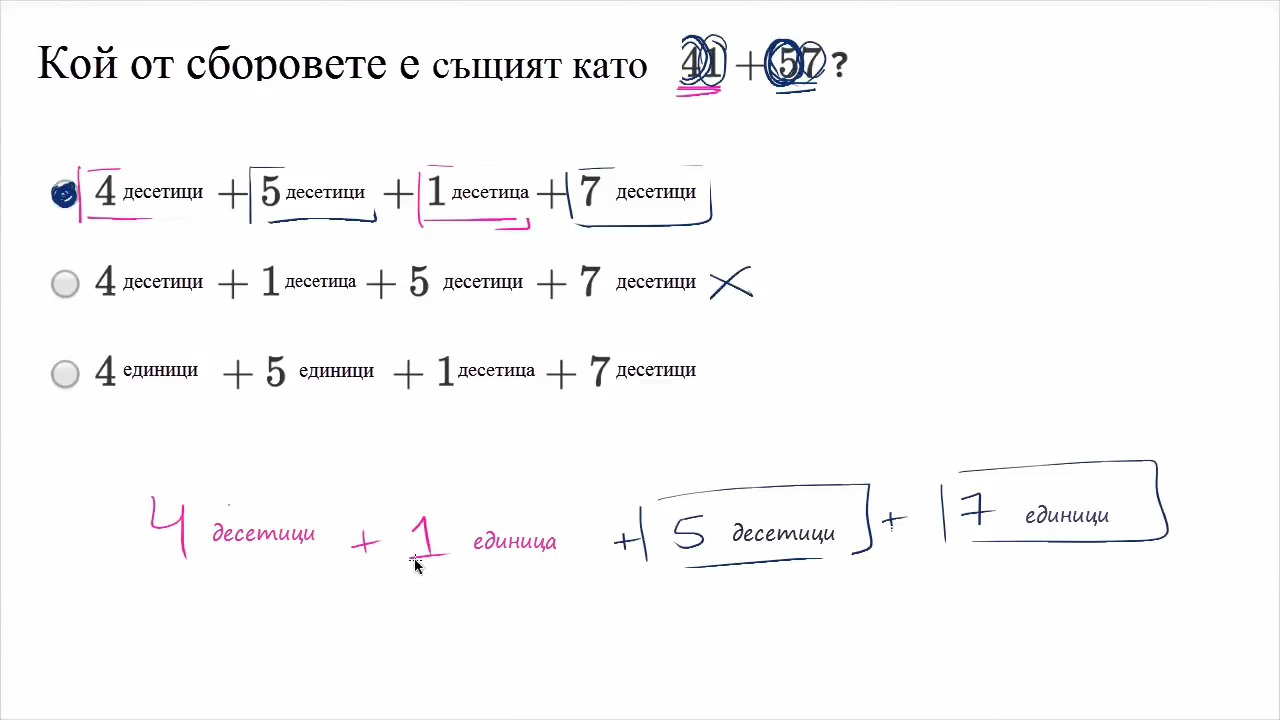 Кой от сборовете е същият като 41 + 57 ?
4 десетици + 5 десетици + 1 десетица + 7 десетици
4 десетици + 1 десетица + 5 десетици + 7 десетици
4 единици + 5 единици + 1 десетица + 7 десетици
4 десетици + 1 единица + 5 десетици + 7 единици